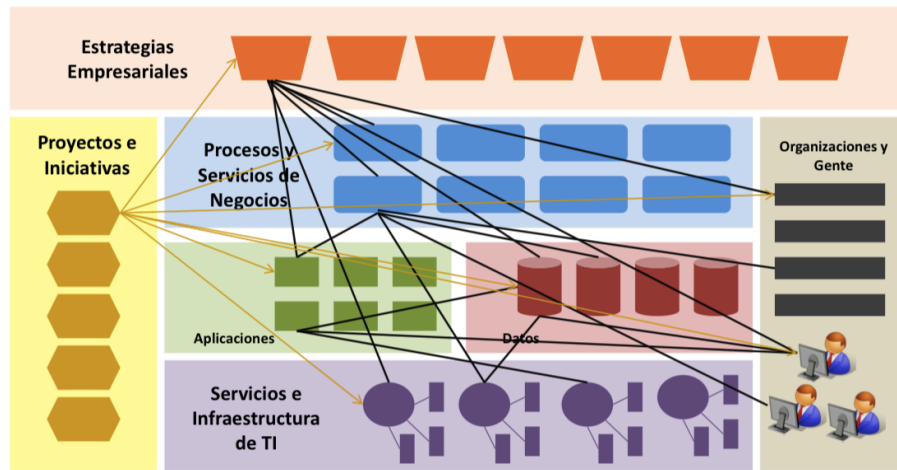 Estrategias
Empresariales
Proyectos e
Iniciativas
Procesos y
Servicios de
Negocios
Organizaciones y
Gente
Aplicaciones
Datos
Servicios e
Infraestructura
de TI